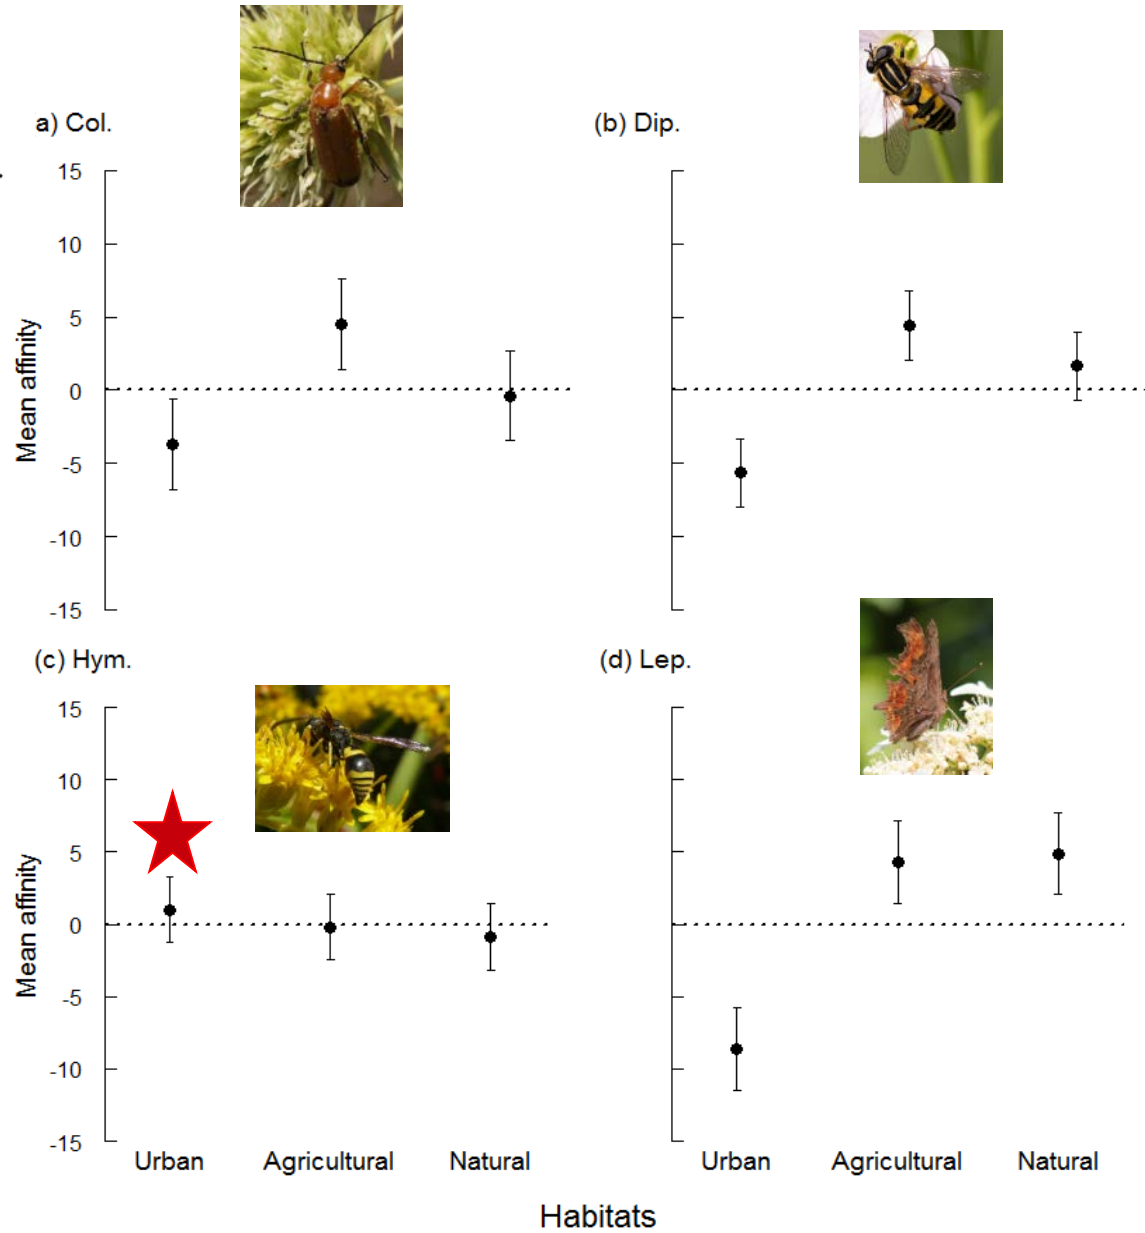 a) Col.
(b) Dip.
15
10
5
0
-5
-10
-15
Mean affinity
(c) Hym.
(d) Lep.
15
10
5
0
-5
-10
-15
Mean affinity
Urban Agricultural Natural
Urban Agricultural Natural
Habitats